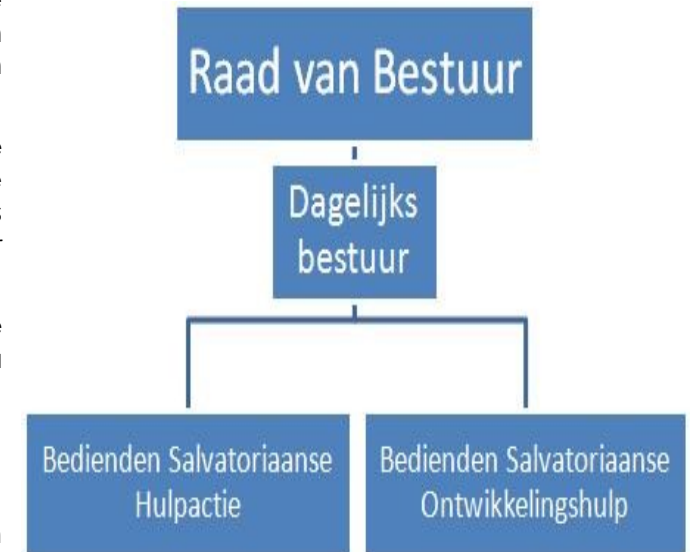 Raad van Bestuur
Dagelijks
bestuur
Bedienden Salvatoriaanse
Hulpactie
Bedienden Salvatoriaanse
Ontwikkelingshulp